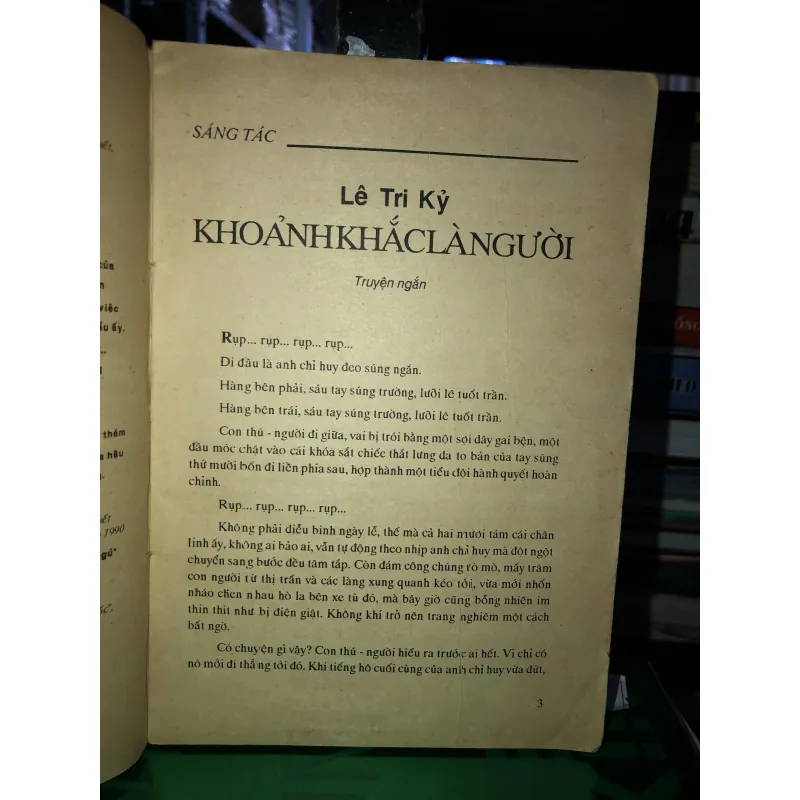 SÁNG TÁC
Lê Tri Kỷ
KHOẢNH KHẮC LÀ NGƯỜI
Truyện ngắn
Rụp... rụp... rụp... rụp...
Đi đầu là anh chỉ huy đeo súng ngắn.
Hàng bên phải, sáu tay súng trường, lưỡi lê tuốt trần.
Hàng bên trái, sáu tay súng trường, lưỡi lê tuốt trần.
Con thú - người đi giữa, vai bị trói bằng một sợi dây gai bện, một
đầu móc chặt vào cái khóa sắt chiếc thắt lưng da to bản của tay súng
thứ mười bốn đi liền phía sau, hợp thành một tiểu đội hành quyết hoàn
chỉnh.
Rụp... rụp... rụp... rụp...
Không phải diễu binh ngày lễ, thế mà cả hai mươi tám cái chân
lính ấy, không ai bảo ai, vẫn tự động theo nhịp anh chỉ huy mà đột ngột
chuyển sang bước đều tăm tắp. Còn đám công chúng tò mò, mấy trăm
con người từ thị trấn và các làng xung quanh kéo tới, vừa mới nhốn
nháo chen nhau hò la bên xe tù đó, mà bây giờ cũng bỗng nhiên im
thin thít như bị điện giật. Không khí trở nên trang nghiêm một cách
bất ngờ.
Có chuyện gì vậy? Con thú - người hiểu ra trước ai hết. Vì chỉ có
nó mới đi thẳng tới đó. Khi tiếng hô cuối cùng của anh chỉ huy vừa dứt,
3
của
n
việc
ấy.
...
thêm
hậu
1990